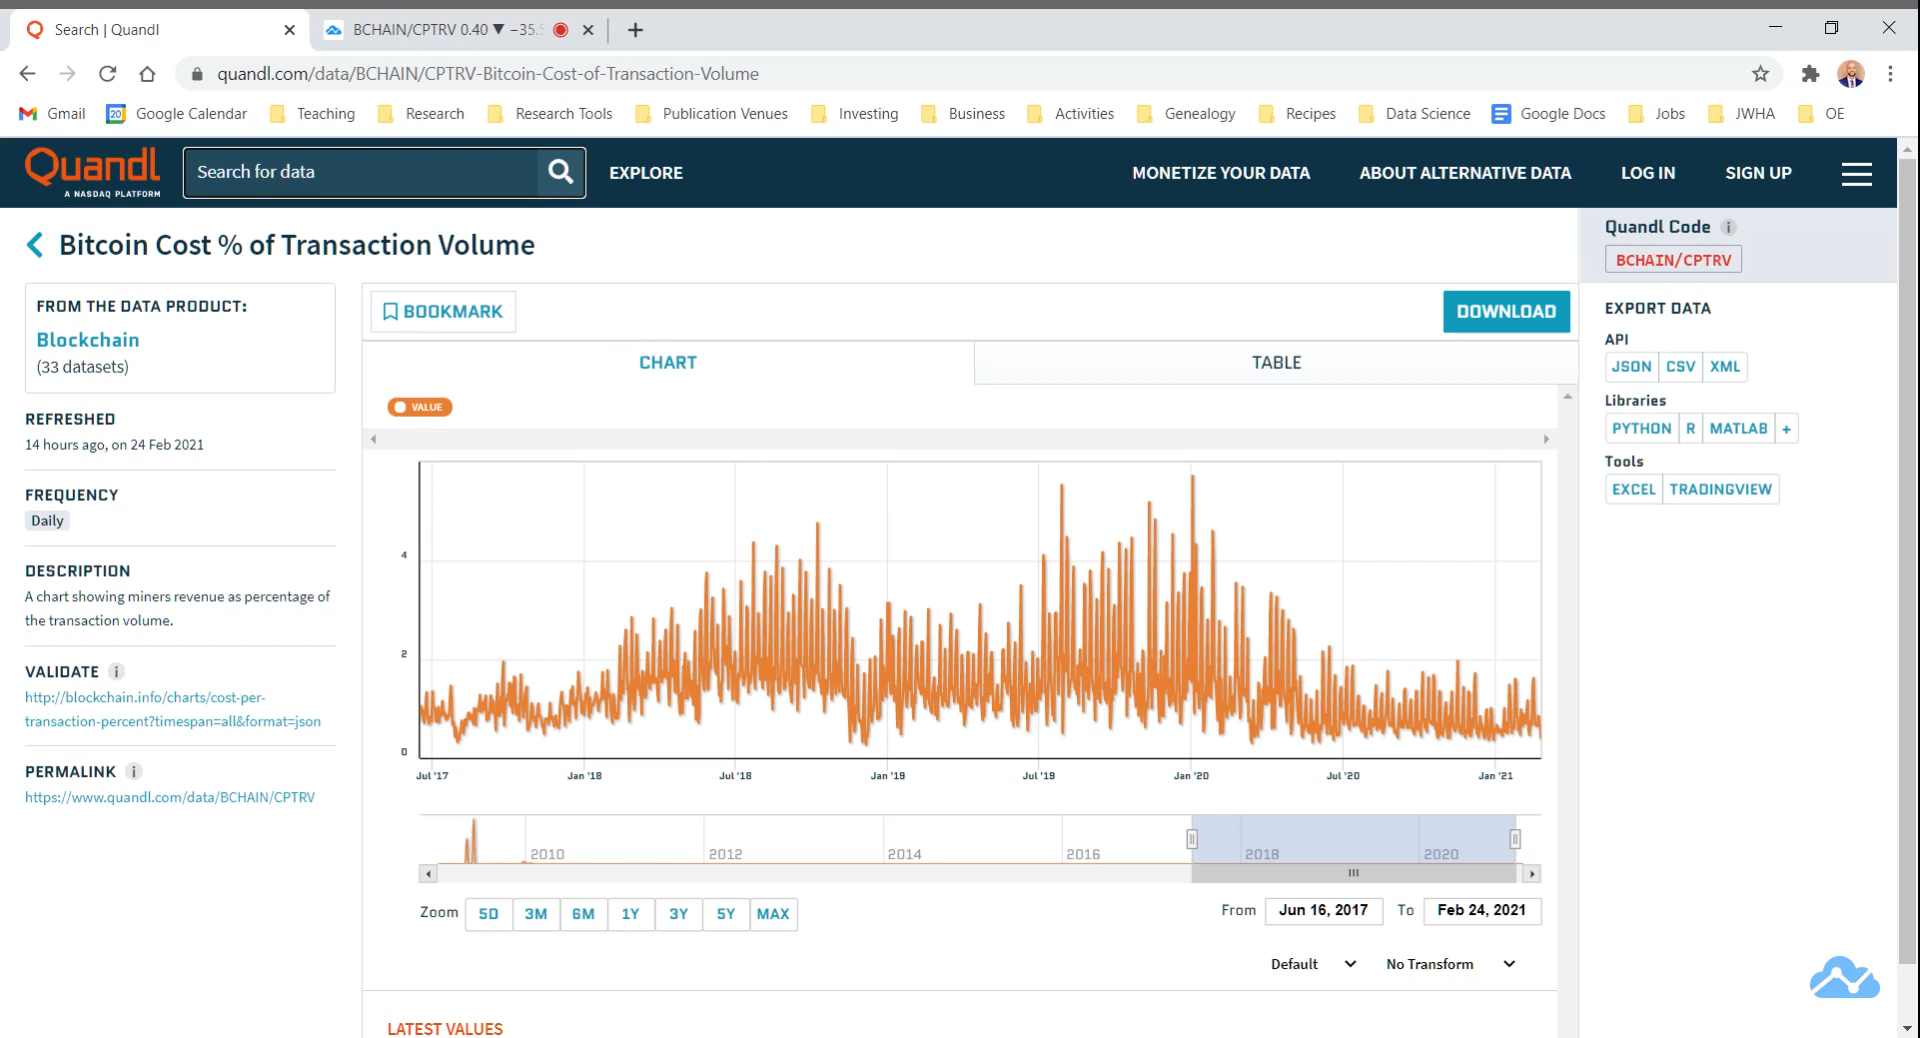 Search | Quandl
BCHAIN/CPTRV 0.40 ▼ −35.
quandl.com/data/BCHAIN/CPTRV-Bitcoin-Cost-of-Transaction-Volume
Gmail 20 Google Calendar Teaching Research Research Tools Publication Venues Investing Business Activities Genealogy Recipes Data Science Google Docs Jobs JWHA OE
Quandl
A NASDAQ PLATFORM
Search for data
EXPLORE
MONETIZE YOUR DATA ABOUT ALTERNATIVE DATA LOG IN SIGN UP
Bitcoin Cost % of Transaction Volume
FROM THE DATA PRODUCT:
Blockchain
(33 datasets)
REFRESHED
14 hours ago, on 24 Feb 2021
FREQUENCY
Daily
DESCRIPTION
A chart showing miners revenue as percentage of
the transaction volume.
VALIDATE i
http://blockchain.info/charts/cost-per-
transaction-percent?timespan=all&format=json
PERMALINK i
https://www.quandl.com/data/BCHAIN/CPTRV
BOOKMARK
DOWNLOAD
CHART TABLE
VALUE
4
2
0
Jul '17 Jan '18 Jul '18 Jan '19 Jul '19 Jan '20 Jul '20 Jan '21
2010 2012 2014 2016 2018 2020
Zoom 5D 3M 6M 1Y 3Y 5Y MAX
From Jun 16, 2017 To Feb 24, 2021
Default No Transform
LATEST VALUES
Quandl Code i
BCHAIN/CPTRV
EXPORT DATA
API
JSON CSV XML
Libraries
PYTHON R MATLAB +
Tools
EXCEL TRADINGVIEW